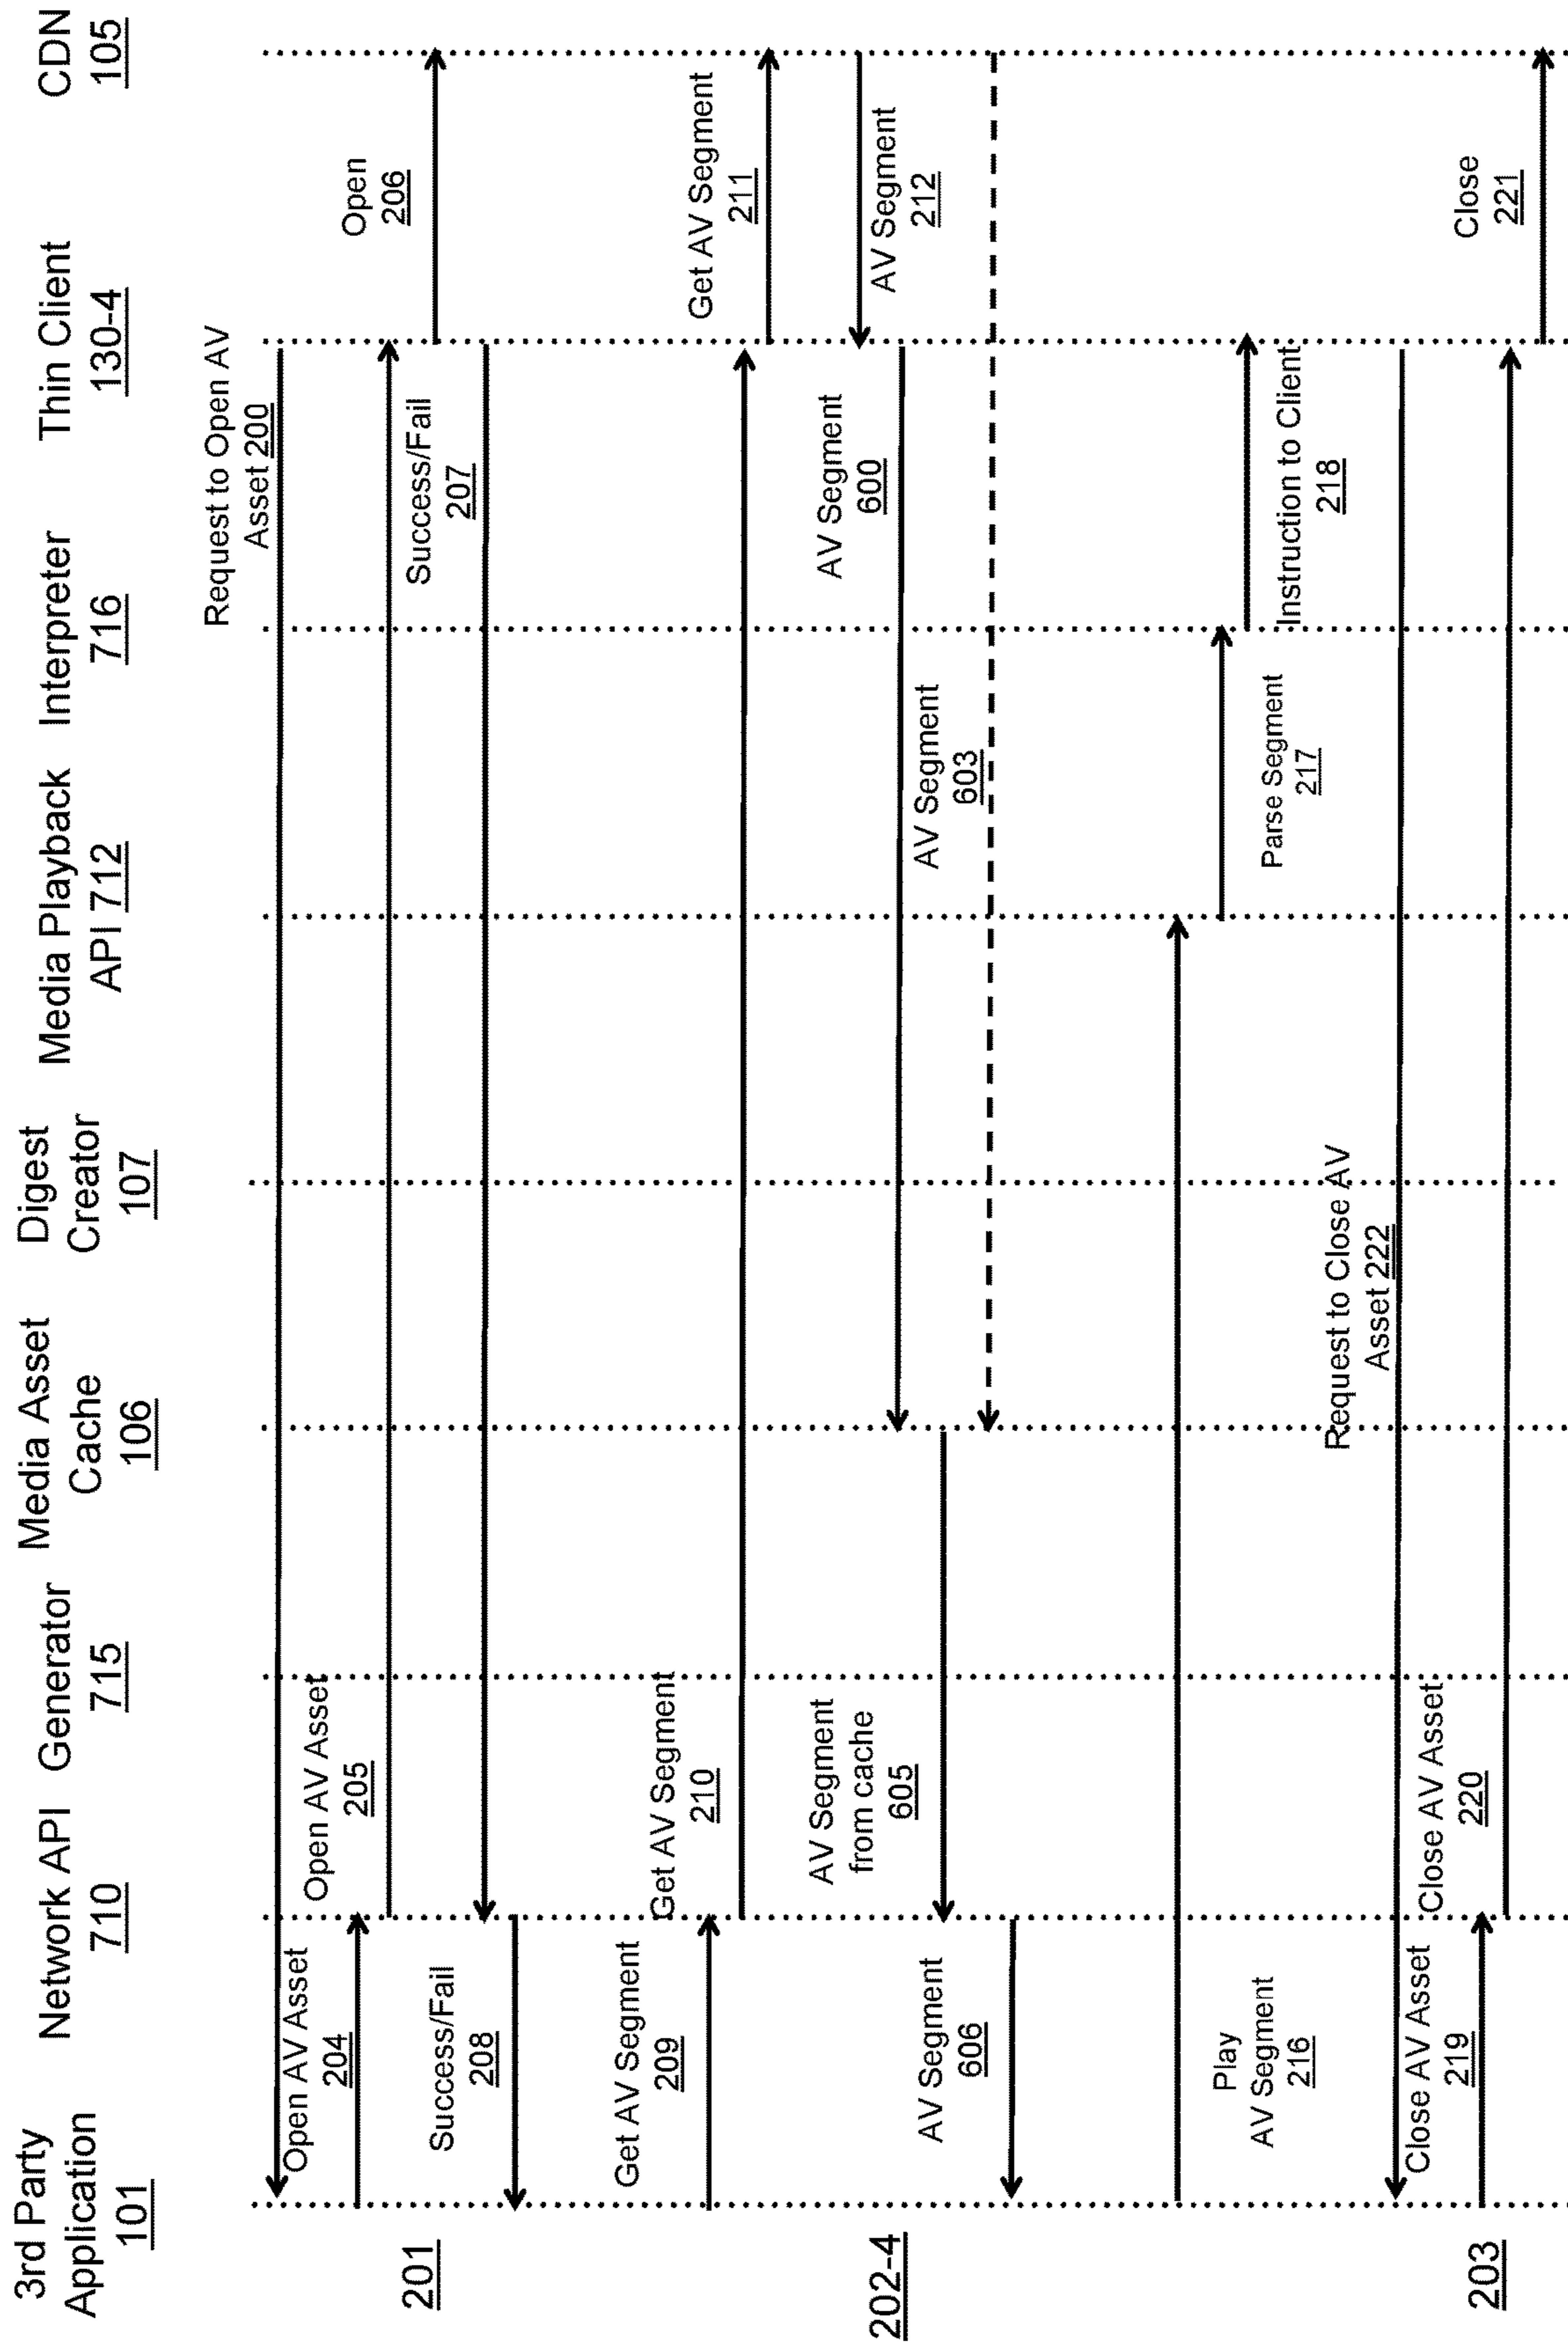 3rd Party
Application
101
Network API
710
Generator
715
Media Asset
Cache
106
Digest
Creator
107
Media Playback
API 712
Interpreter
716
Thin Client
130-4
CDN
105
201
Request to Open AV
Asset 200
Open AV Asset
204
Open AV Asset
205
Open
206
Success/Fail
207
Success/Fail
208
202-4
Get AV Segment
209
Get AV Segment
210
Get AV Segment
211
AV Segment
212
AV Segment
600
AV Segment
603
AV Segment
from cache
605
AV Segment
606
Play
AV Segment
216
Parse Segment
217
Instruction to Client
218
203
Request to Close AV
Asset 222
Close AV Asset
219
Close AV Asset
220
Close
221